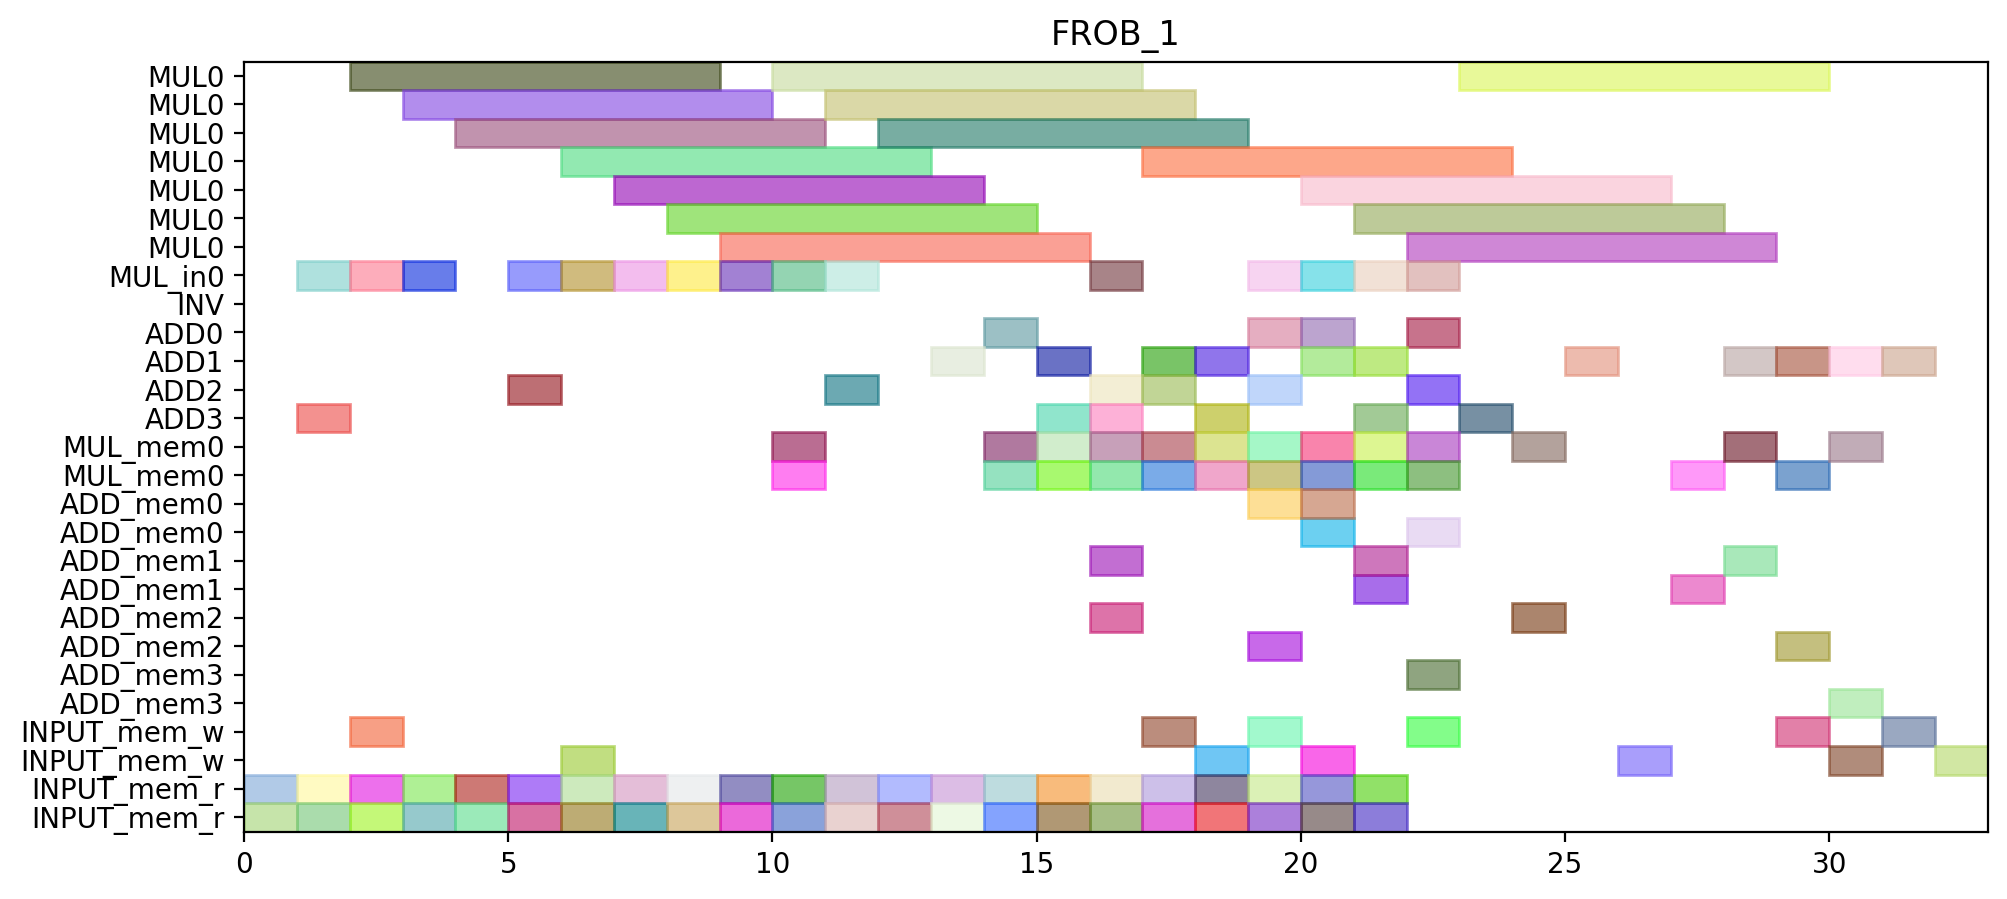 FROB_1
MUL0
MUL0
MUL0
MUL0
MUL0
MUL0
MUL0
MUL_in0
INV
ADD0
ADD1
ADD2
ADD3
MUL_mem0
MUL_mem0
ADD_mem0
ADD_mem0
ADD_mem1
ADD_mem1
ADD_mem2
ADD_mem2
ADD_mem3
ADD_mem3
INPUT_mem_w
INPUT_mem_w
INPUT_mem_r
INPUT_mem_r
0 5 10 15 20 25 30